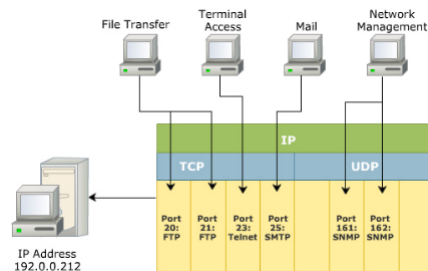 File Transfer
Terminal
Access
Mail
Network
Management
IP
TCP
UDP
Port
20:
FTP
Port
21:
FTP
Port
23:
Telnet
Port
25:
SMTP
Port
161:
SNMP
Port
162:
SNMP
IP Address
192.0.0.212